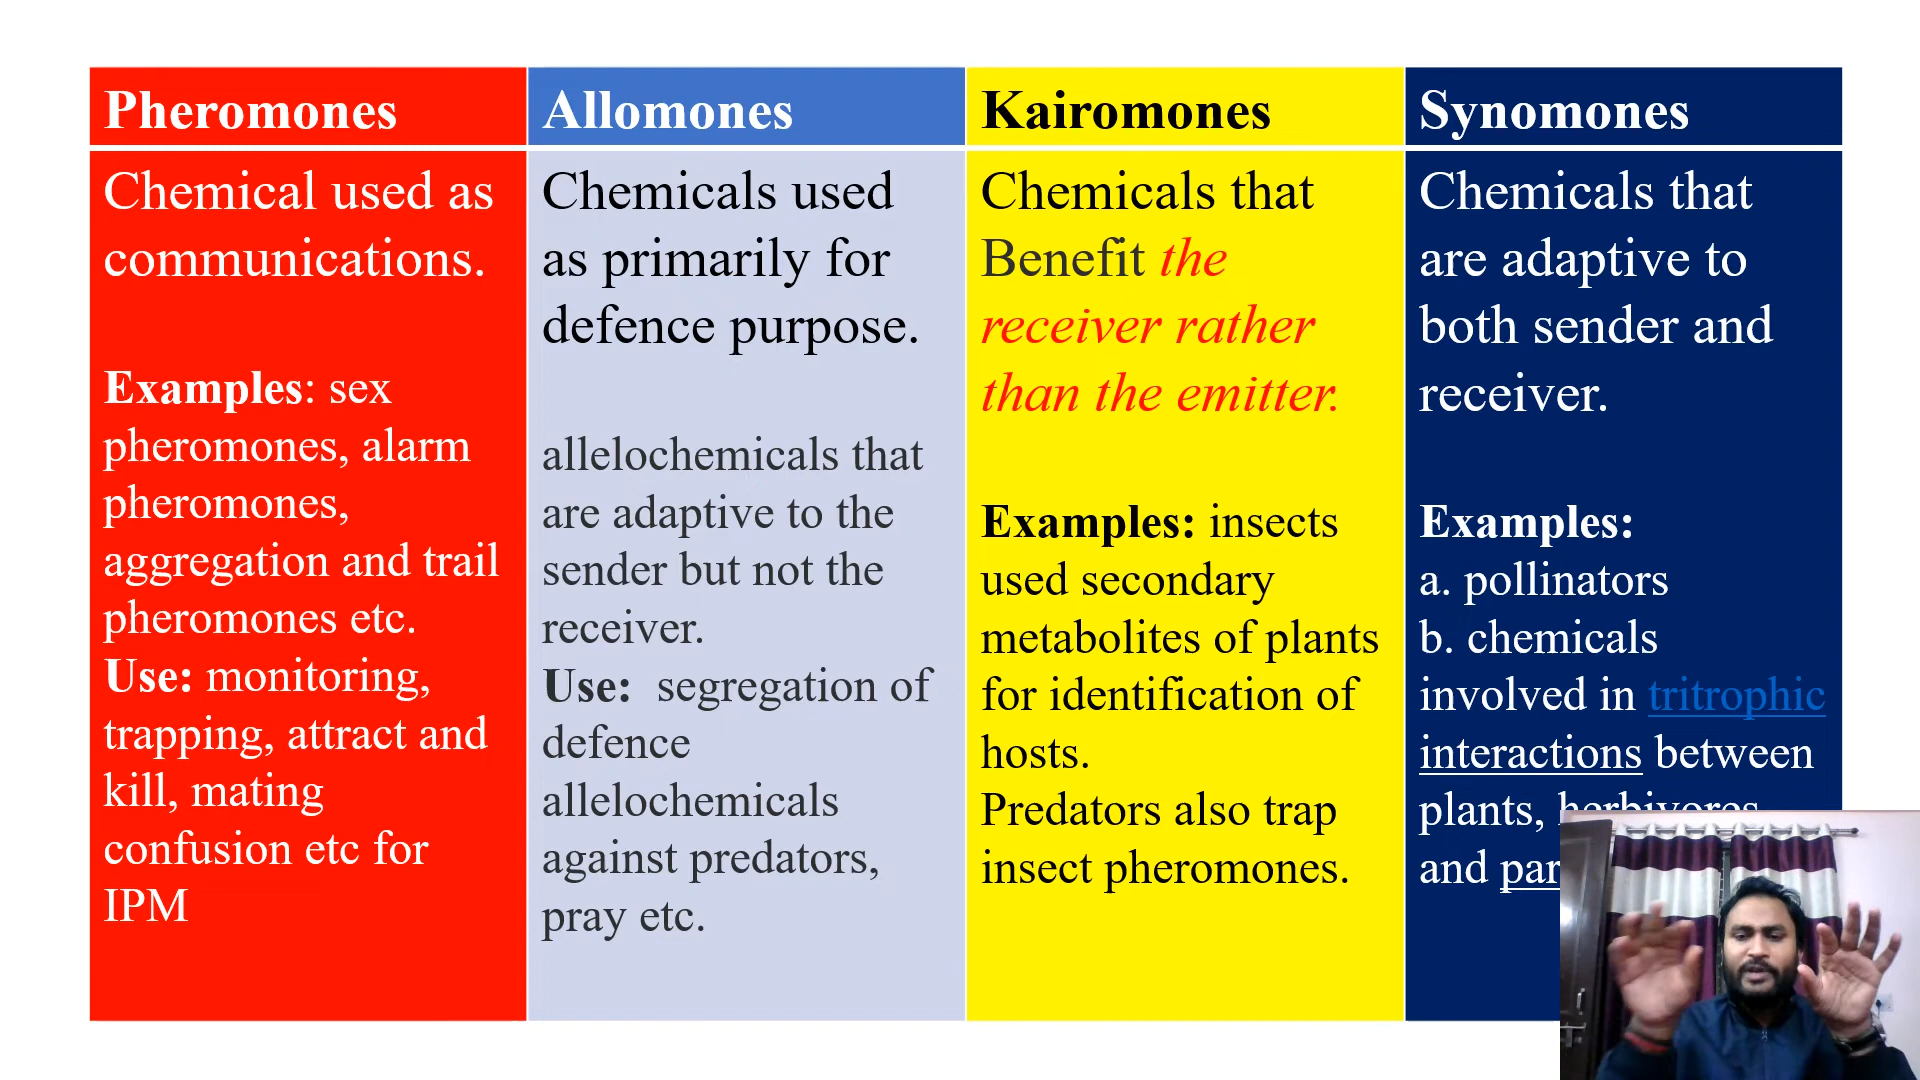 Pheromones
Chemical used as
communications.
Examples: sex
pheromones, alarm
pheromones,
aggregation and trail
pheromones etc.
Use: monitoring,
trapping, attract and
kill, mating
confusion etc for
IPM
Allomones
Chemicals used
as primarily for
defence purpose.
allelochemicals that
are adaptive to the
sender but not the
receiver.
Use: segregation of
defence
allelochemicals
against predators,
pray etc.
Kairomones
Chemicals that
Benefit the
receiver rather
than the emitter.
Examples: insects
used secondary
metabolites of plants
for identification of
hosts.
Predators also trap
insect pheromones.
Synomones
Chemicals that
are adaptive to
both sender and
receiver.
Examples:
a. pollinators
b. chemicals
involved in tritrophic
interactions between
plants, herbivores
and